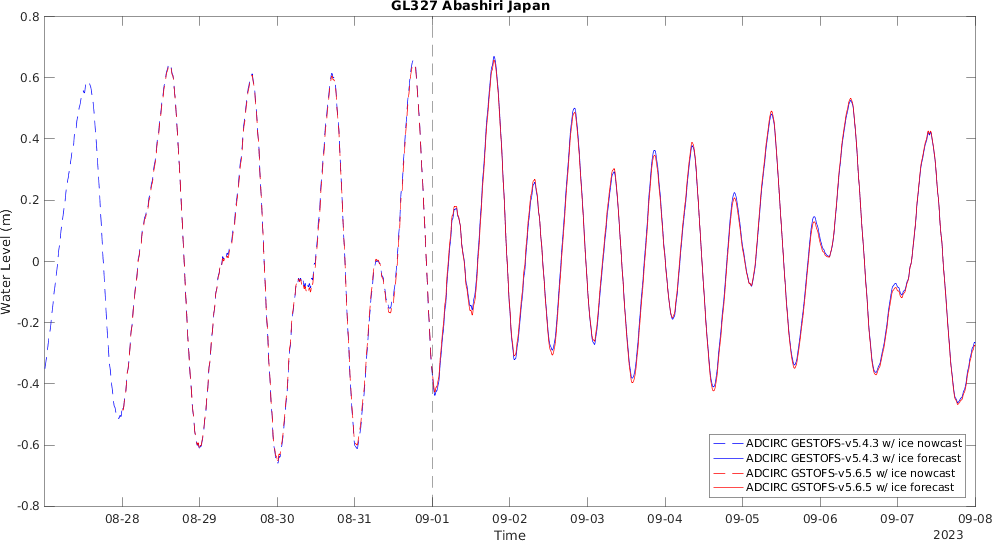 GL327 Abashiri Japan
0.8
0.6
0.4
0.2
0
-0.2
-0.4
-0.6
-0.8
Water Level (m)
08-28 08-29 08-30 08-31 09-01 09-02 09-03 09-04 09-05 09-06 09-07 09-08
Time
2023
ADCIRC GESTOFS-v5.4.3 w/ ice nowcast
ADCIRC GESTOFS-v5.4.3 w/ ice forecast
ADCIRC GSTOFS-v5.6.5 w/ ice nowcast
ADCIRC GSTOFS-v5.6.5 w/ ice forecast